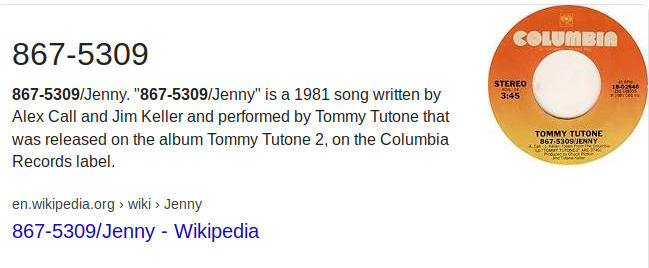 867-5309
867-5309/Jenny. "867-5309/Jenny" is a 1981 song written by
Alex Call and Jim Keller and performed by Tommy Tutone that
was released on the album Tommy Tutone 2, on the Columbia
Records label.
en.wikipedia.org › wiki › Jenny
867-5309/Jenny - Wikipedia
COLUMBIA
STEREO
3:45
45 RPM
18-02646
TOMMY TUTONE
867-5309/JENNY